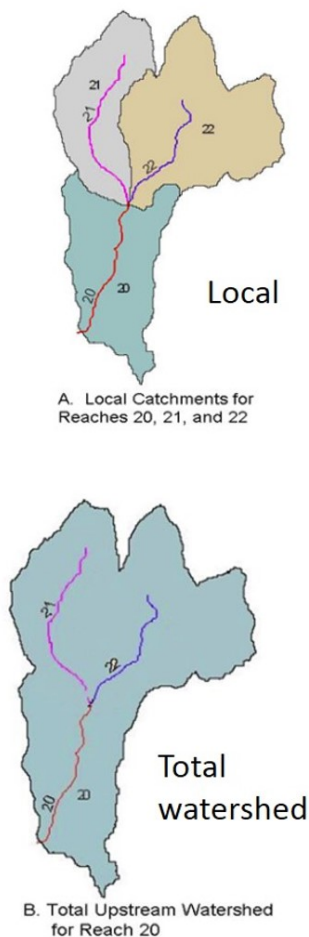 21
21
22
22
20
20
Local
A. Local Catchments for
Reaches 20, 21, and 22
21
22
20
20
Total
watershed
B. Total Upstream Watershed
for Reach 20